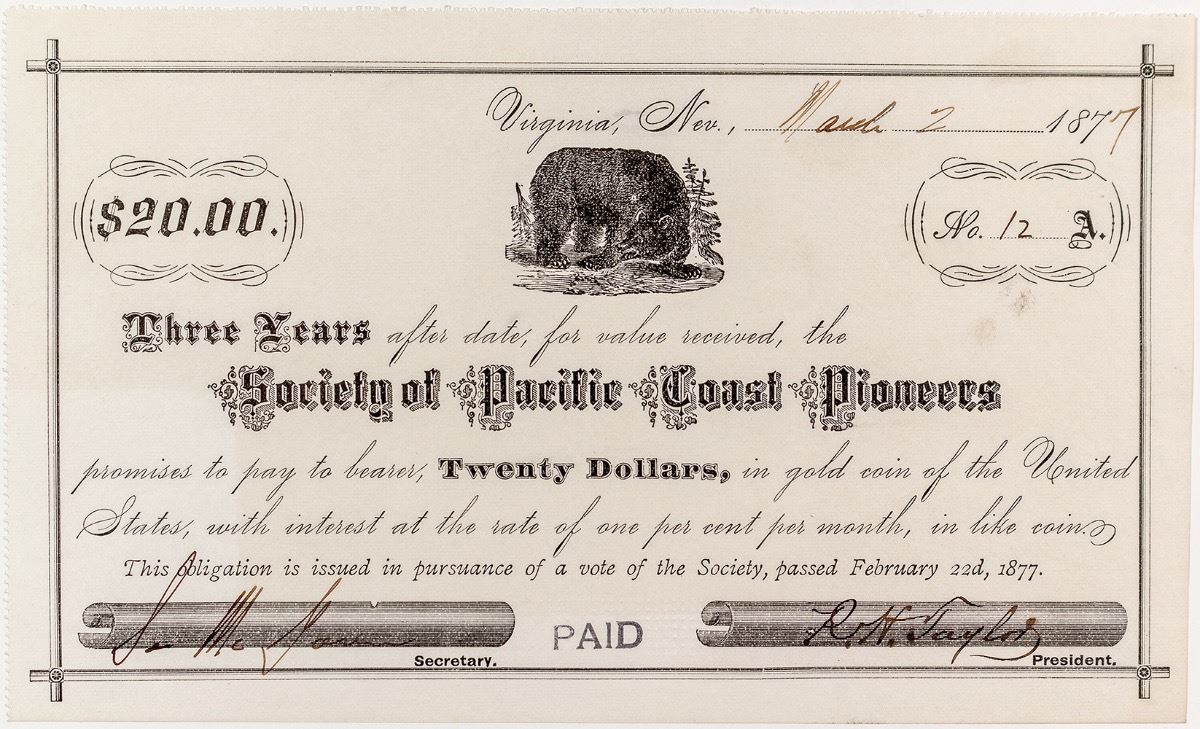 Virginia, Nev., March 2 1877
$20.00.
No. 12 A.
Three Years after date, for value received, the
Society of Pacific Coast Pioneers
promises to pay to bearer, Twenty Dollars, in gold coin of the United
States, with interest at the rate of one per cent per month, in like coin.
This obligation is issued in pursuance of a vote of the Society, passed February 22d, 1877.
R. H. Taylor
PAID
Secretary.
President.